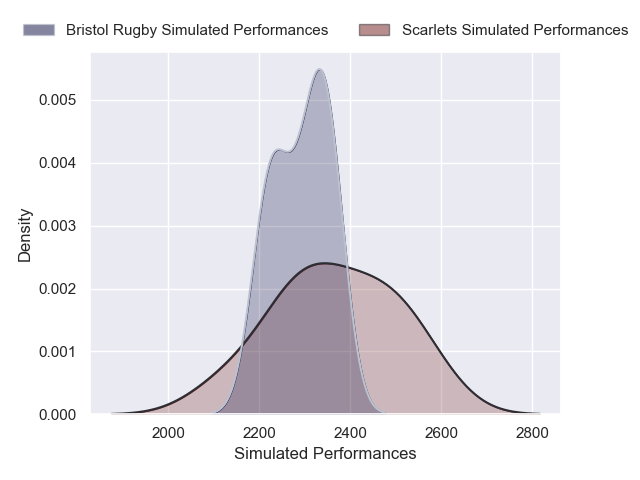 Bristol Rugby Simulated Performances Scarlets Simulated Performances
0.005
0.004
0.003
0.002
0.001
0.000
Density
2000 2200 2400 2600 2800
Simulated Performances